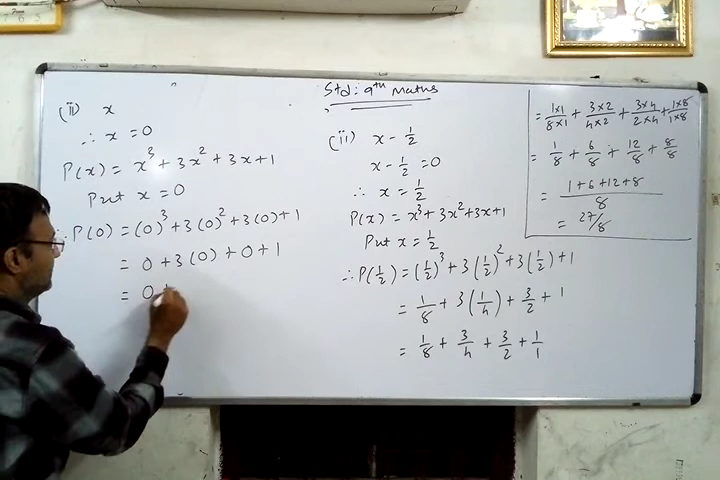 Std: 9th maths
(ii) x
∴ x = 0
P(x) = x³ + 3x² + 3x + 1
Put x = 0
∴ P(0) = (0)³ + 3(0)² + 3(0) + 1
= 0 + 3(0) + 0 + 1
= 0 +
(ii) x - 1/2
x - 1/2 = 0
∴ x = 1/2
P(x) = x³ + 3x² + 3x + 1
Put x = 1/2
∴ P(1/2) = (1/2)³ + 3(1/2)² + 3(1/2) + 1
= 1/8 + 3(1/4) + 3/2 + 1
= 1/8 + 3/4 + 3/2 + 1/1
= 1×1/8×1 + 3×2/4×2 + 3×4/2×4 + 1×8/1×8
= 1/8 + 6/8 + 12/8 + 8/8
= 1+6+12+8/8
= 27/8